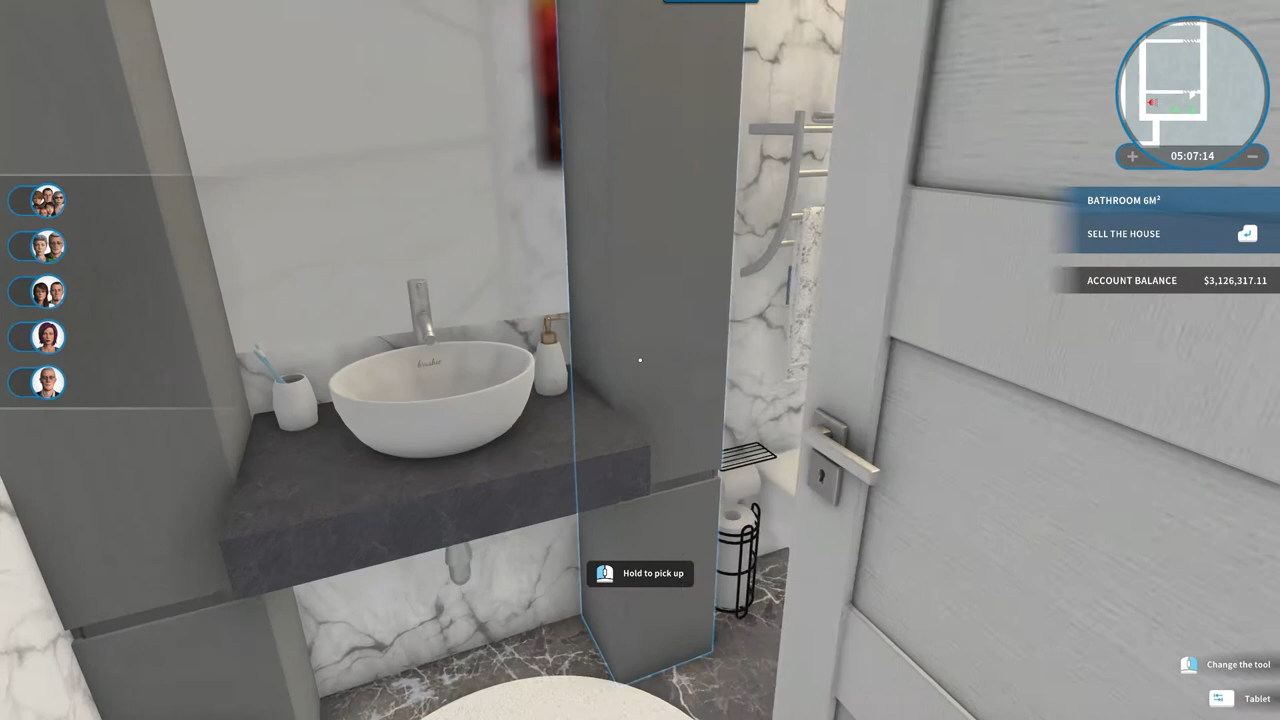 05:07:14
BATHROOM 6M²
SELL THE HOUSE
ACCOUNT BALANCE $3,126,317.11
Hold to pick up
Change the tool
Tablet